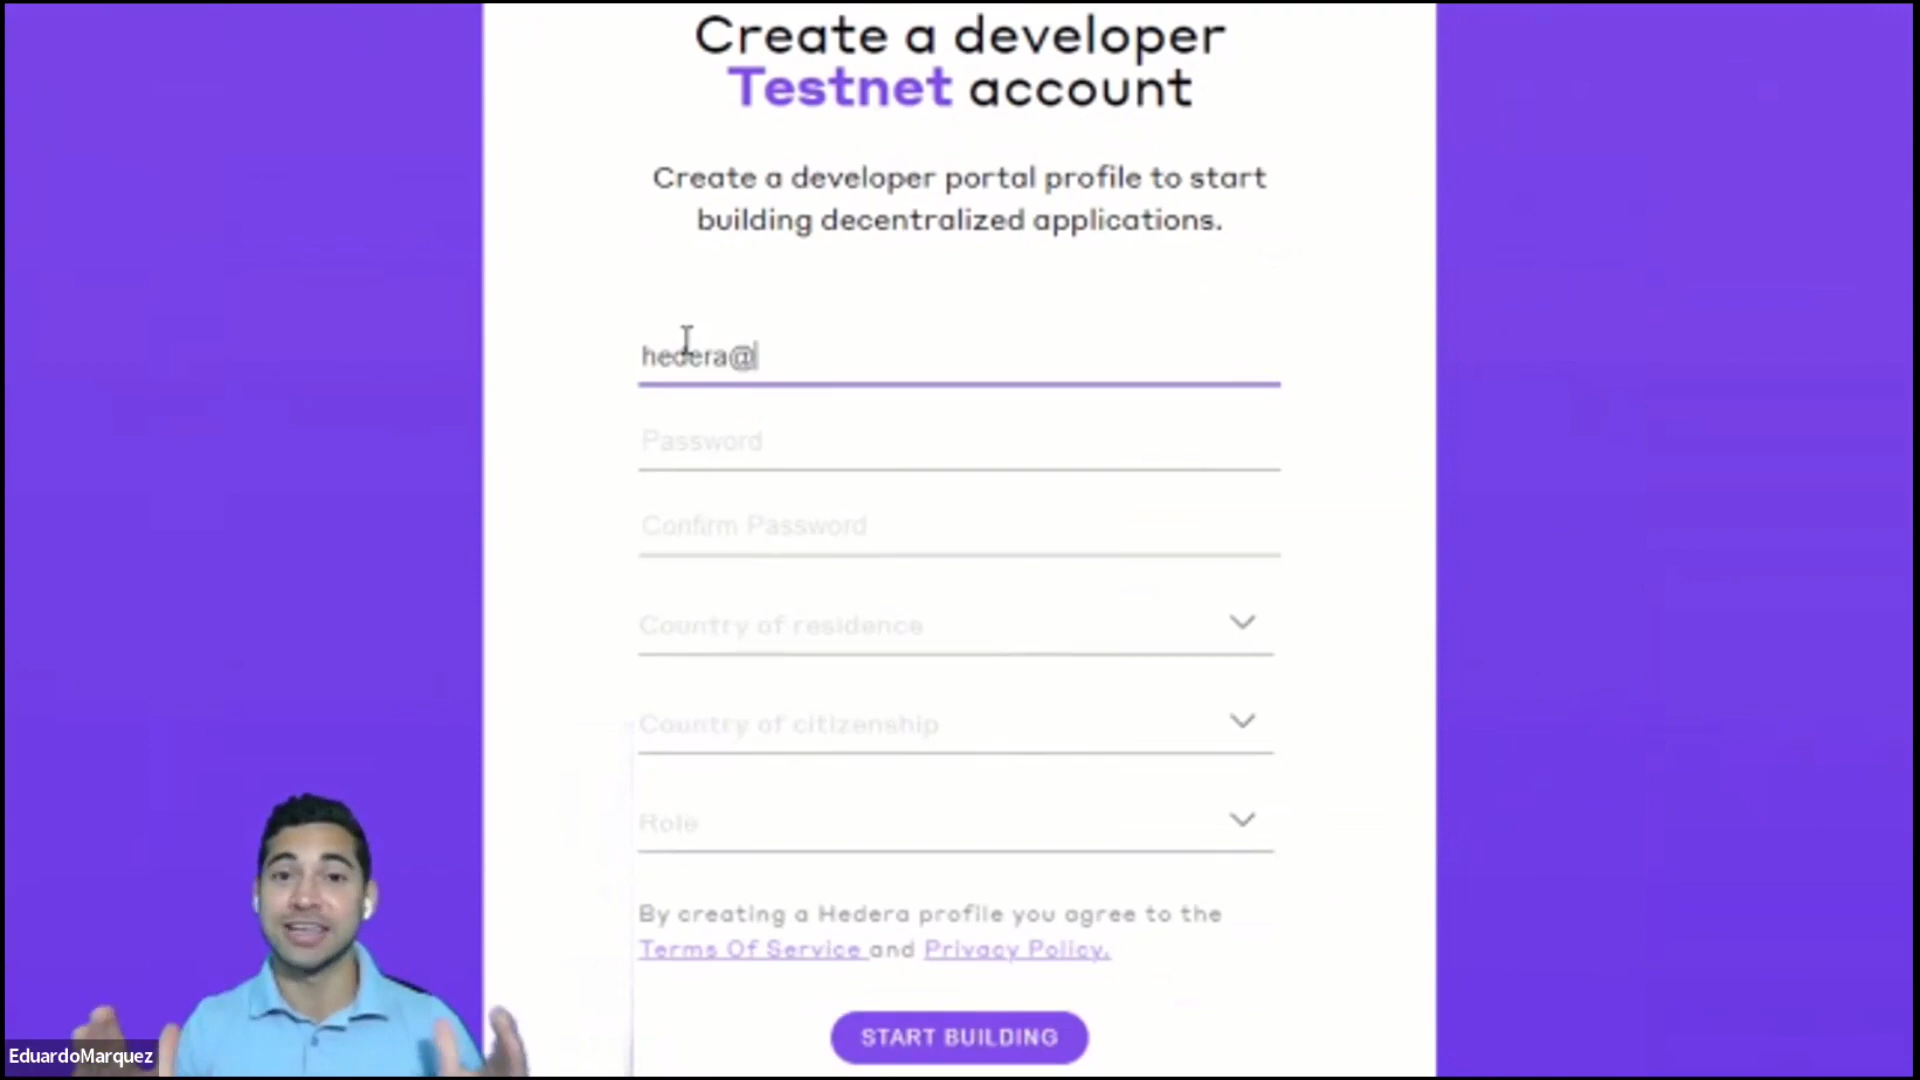 Create a developer
Testnet account
Create a developer portal profile to start
building decentralized applications.
hedera@
Password
Confirm Password
Country of residence
Country of citizenship
Role
By creating a Hedera profile you agree to the
Terms Of Service and Privacy Policy.
START BUILDING
EduardoMarquez